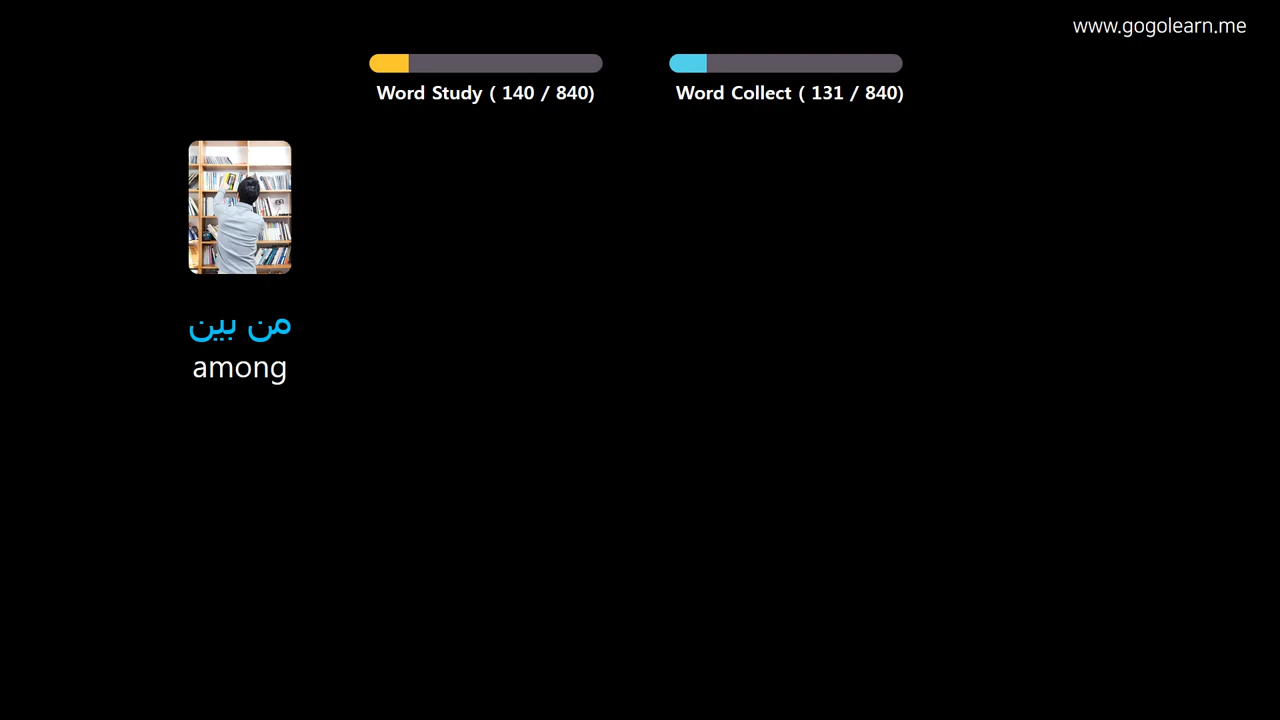 www.gogolearn.me
Word Study ( 140 / 840)
Word Collect ( 131 / 840)
من بين
among